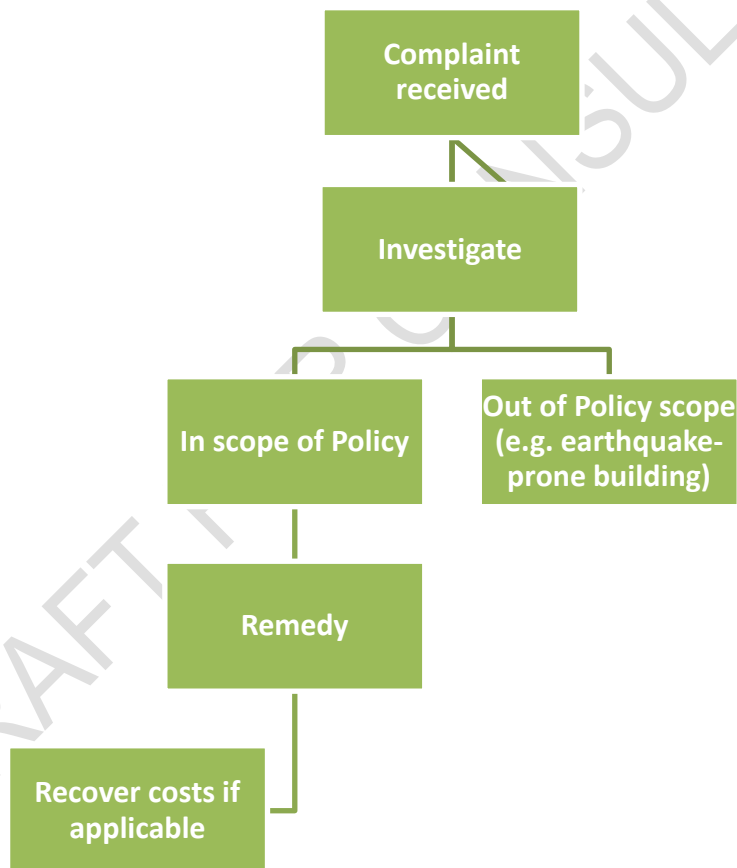 Complaint
received
Investigate
In scope of Policy
Out of Policy scope
(e.g. earthquake-
prone building)
Remedy
Recover costs if
applicable